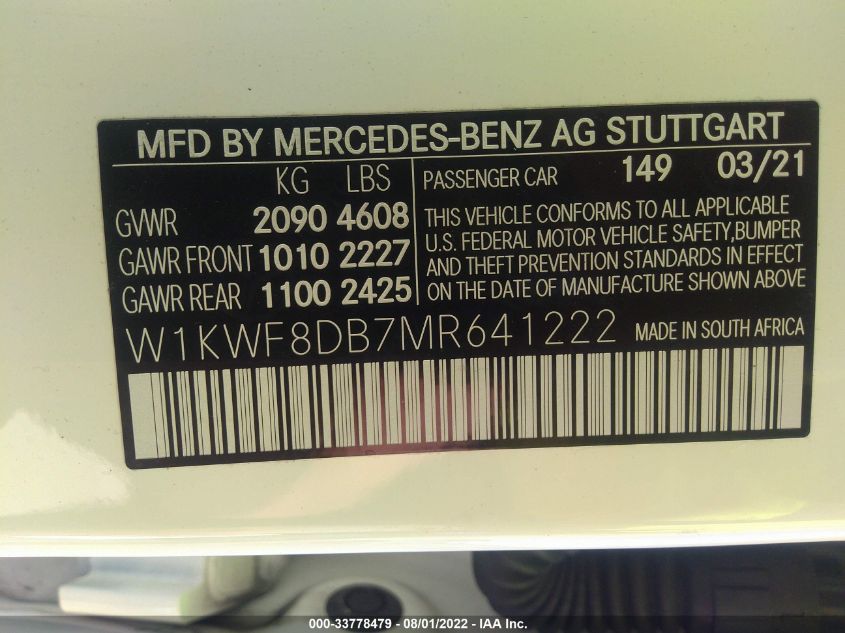 MFD BY MERCEDES-BENZ AG STUTTGART
KG LBS
GVWR 2090 4608
GAWR FRONT 1010 2227
GAWR REAR 1100 2425
PASSENGER CAR 149 03/21
THIS VEHICLE CONFORMS TO ALL APPLICABLE
U.S. FEDERAL MOTOR VEHICLE SAFETY,BUMPER
AND THEFT PREVENTION STANDARDS IN EFFECT
ON THE DATE OF MANUFACTURE SHOWN ABOVE
W1KWF8DB7MR641222 MADE IN SOUTH AFRICA
000-33778479 - 08/01/2022 - IAA Inc.